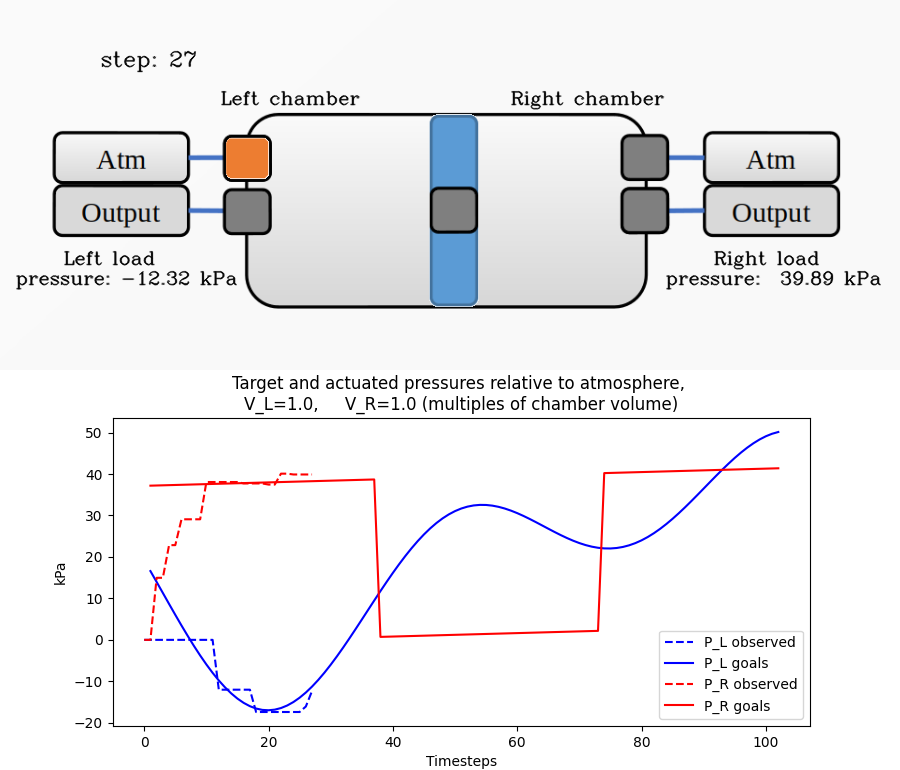 step: 27
Left chamber
Right chamber
Atm
Atm
Output
Output
Left load
pressure: −12.32 kPa
Right load
pressure: 39.89 kPa
Target and actuated pressures relative to atmosphere,
V_L=1.0, V_R=1.0 (multiples of chamber volume)
kPa
50
40
30
20
10
0
−10
−20
0
20
40
60
80
100
Timesteps
P_L observed
P_L goals
P_R observed
P_R goals